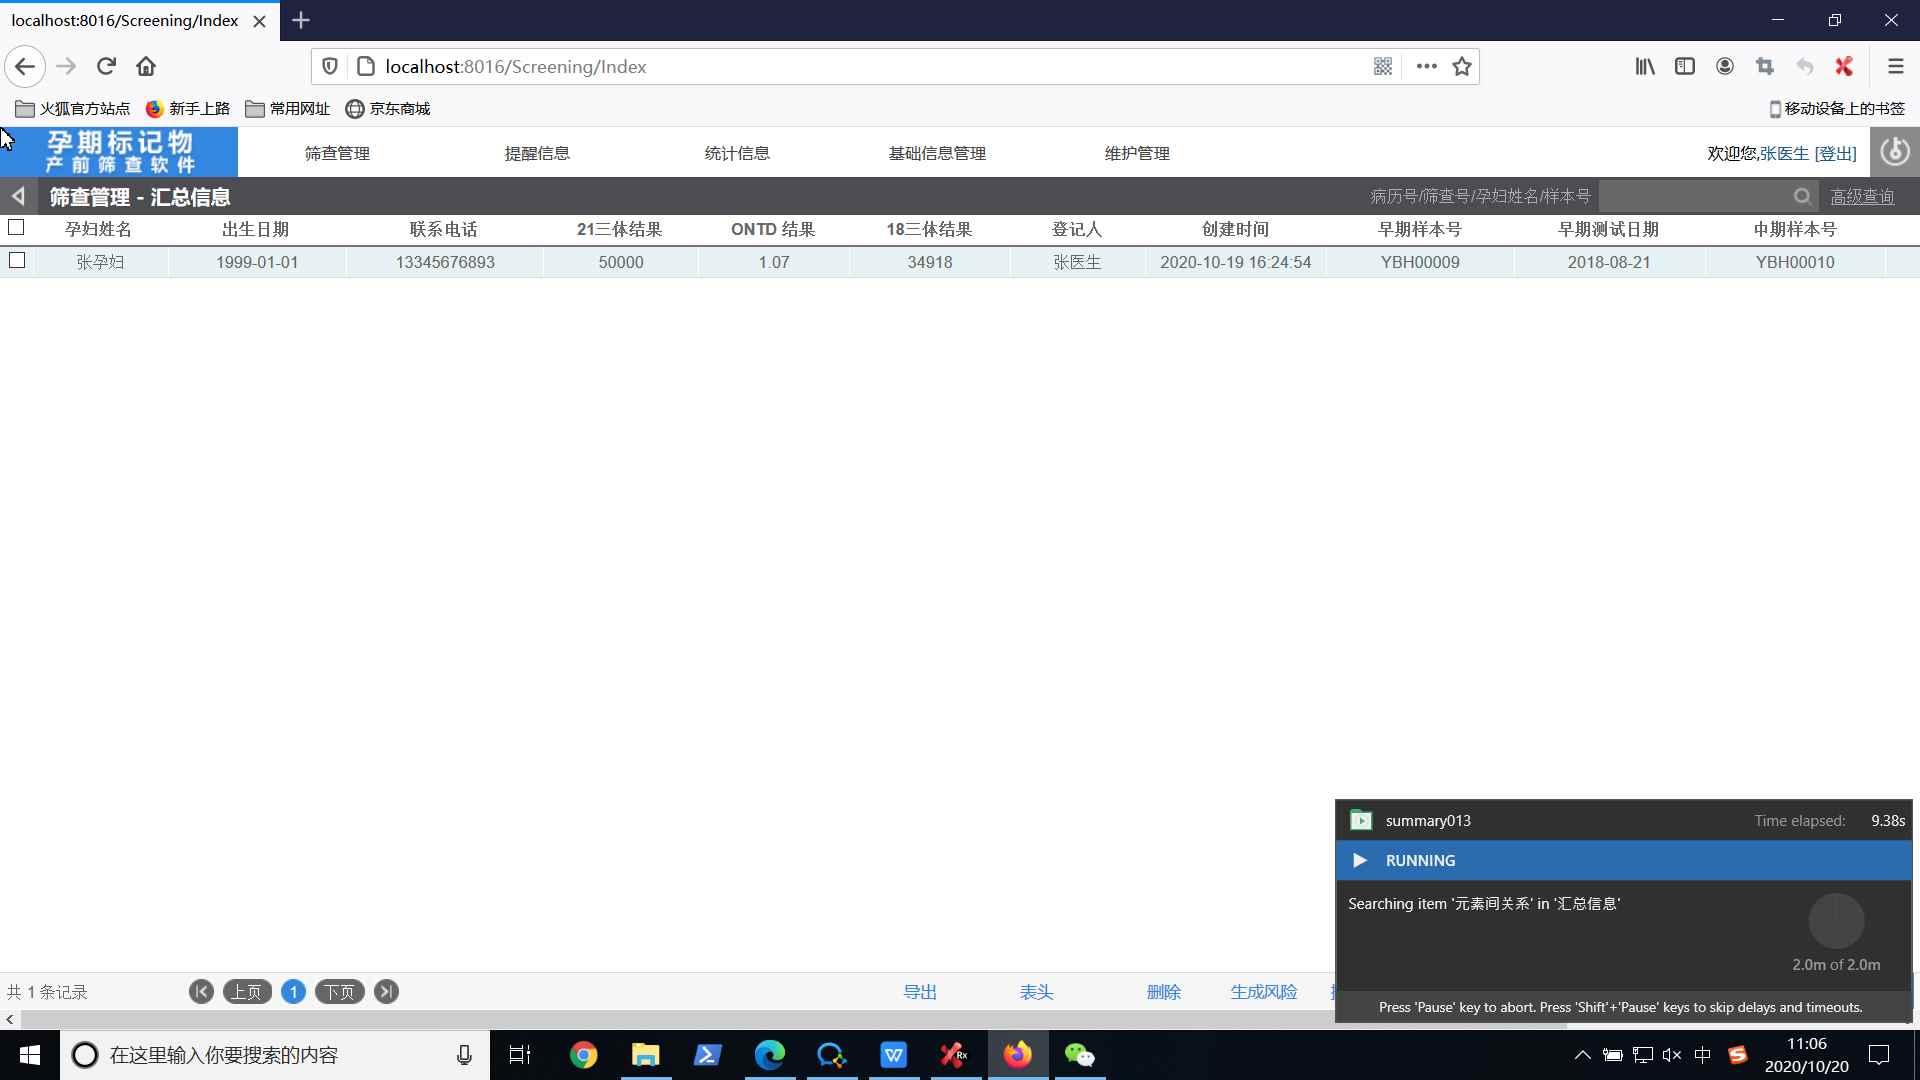 localhost:8016/Screening/Index
localhost:8016/Screening/Index
火狐官方站点 新手上路 常用网址 京东商城 移动设备上的书签
孕期标记物
产前筛查软件
筛查管理 提醒信息 统计信息 基础信息管理 维护管理 欢迎您,张医生 [登出]
筛查管理 - 汇总信息 病历号/筛查号/孕妇姓名/样本号 高级查询
孕妇姓名 出生日期 联系电话 21三体结果 ONTD 结果 18三体结果 登记人 创建时间 早期样本号 早期测试日期 中期样本号
张孕妇 1999-01-01 13345676893 50000 1.07 34918 张医生 2020-10-19 16:24:54 YBH00009 2018-08-21 YBH00010
summary013 Time elapsed: 9.38s
RUNNING
Searching item '元素间关系' in '汇总信息'
2.0m of 2.0m
Press 'Pause' key to abort. Press 'Shift'+'Pause' keys to skip delays and timeouts.
共 1 条记录 上页 1 下页 导出 表头 删除 生成风险
在这里输入你要搜索的内容
中
11:06
2020/10/20